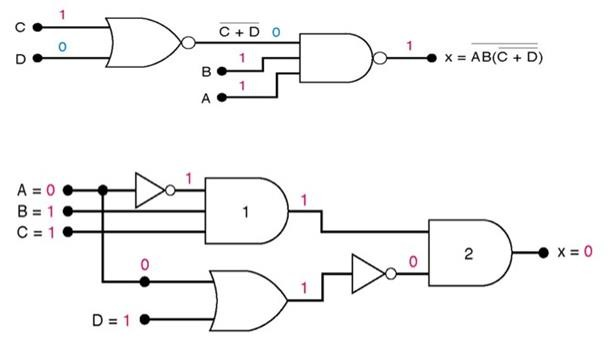 C 1
C + D 0
D 0
B 1
A 1
1
x = AB(C + D)
A = 0
1
B = 1
1
1
C = 1
2
x = 0
0
0
1
D = 1